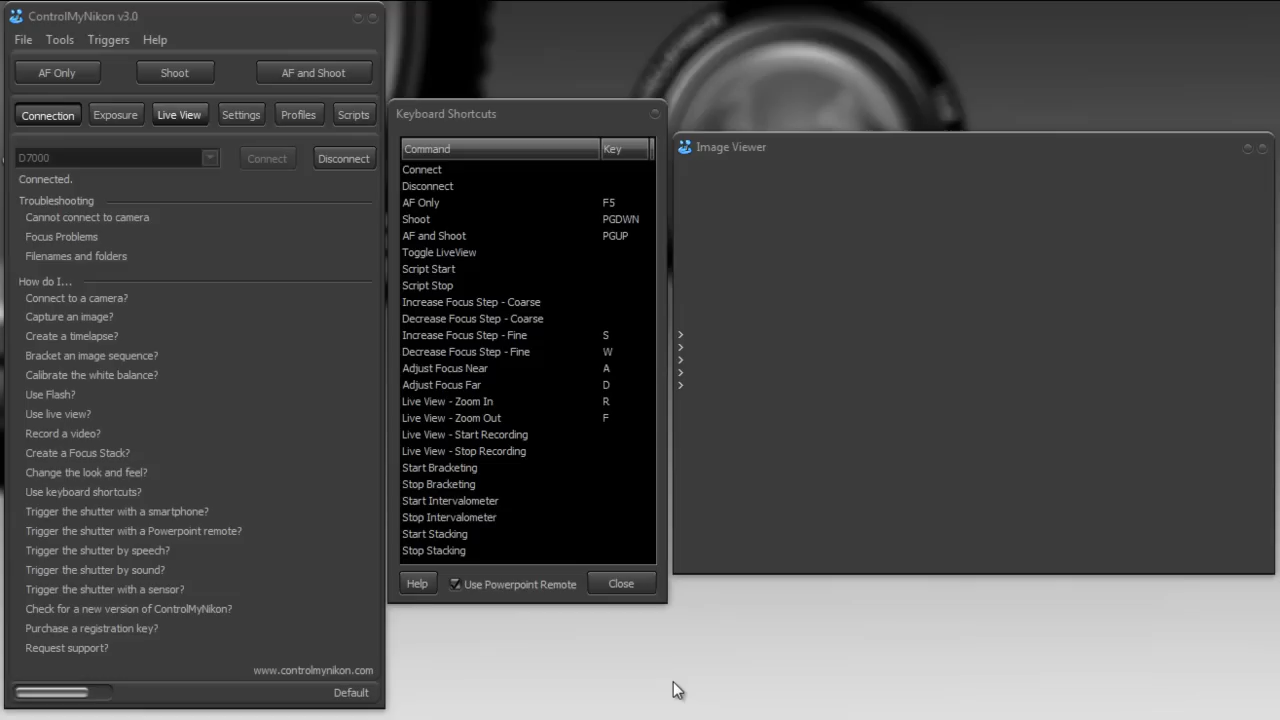 ControlMyNikon v3.0
File Tools Triggers Help
AF Only Shoot AF and Shoot
Connection Exposure Live View Settings Profiles Scripts
D7000 Connect Disconnect
Connected.
Troubleshooting
Cannot connect to camera
Focus Problems
Filenames and folders
How do I...
Connect to a camera?
Capture an image?
Create a timelapse?
Bracket an image sequence?
Calibrate the white balance?
Use Flash?
Use live view?
Record a video?
Create a Focus Stack?
Change the look and feel?
Use keyboard shortcuts?
Trigger the shutter with a smartphone?
Trigger the shutter with a Powerpoint remote?
Trigger the shutter by speech?
Trigger the shutter by sound?
Trigger the shutter with a sensor?
Check for a new version of ControlMyNikon?
Purchase a registration key?
Request support?
www.controlmynikon.com
Default
Keyboard Shortcuts
Command Key
Connect
Disconnect
AF Only F5
Shoot PGDWN
AF and Shoot PGUP
Toggle LiveView
Script Start
Script Stop
Increase Focus Step - Coarse
Decrease Focus Step - Coarse
Increase Focus Step - Fine S
Decrease Focus Step - Fine W
Adjust Focus Near A
Adjust Focus Far D
Live View - Zoom In R
Live View - Zoom Out F
Live View - Start Recording
Live View - Stop Recording
Start Bracketing
Stop Bracketing
Start Intervalometer
Stop Intervalometer
Start Stacking
Stop Stacking
Help Use Powerpoint Remote Close
Image Viewer
>
>
>
>
>